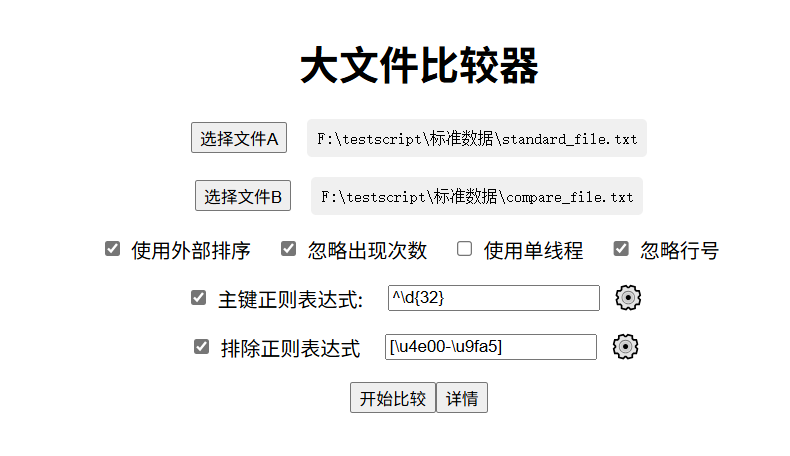 大文件比较器
选择文件A F:\testscript\标准数据\standard_file.txt
选择文件B F:\testscript\标准数据\compare_file.txt
使用外部排序 忽略出现次数 使用单线程 忽略行号
主键正则表达式: ^\d{32}
排除正则表达式 [\u4e00-\u9fa5]
开始比较 详情